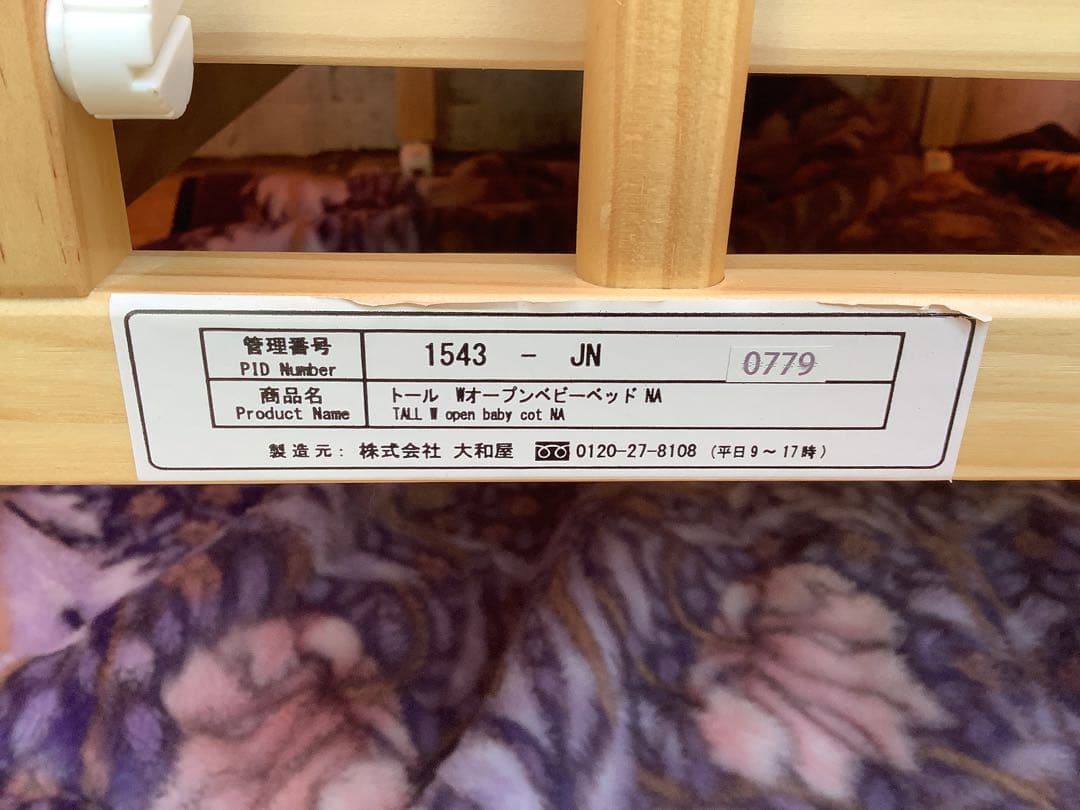 管理番号
PID Number
1543 - JN
0779
商品名
Product Name
トール Wオープンベビーベッド NA
TALL W open baby cot NA
製造元: 株式会社 大和屋 0120-27-8108 (平日9～17時)